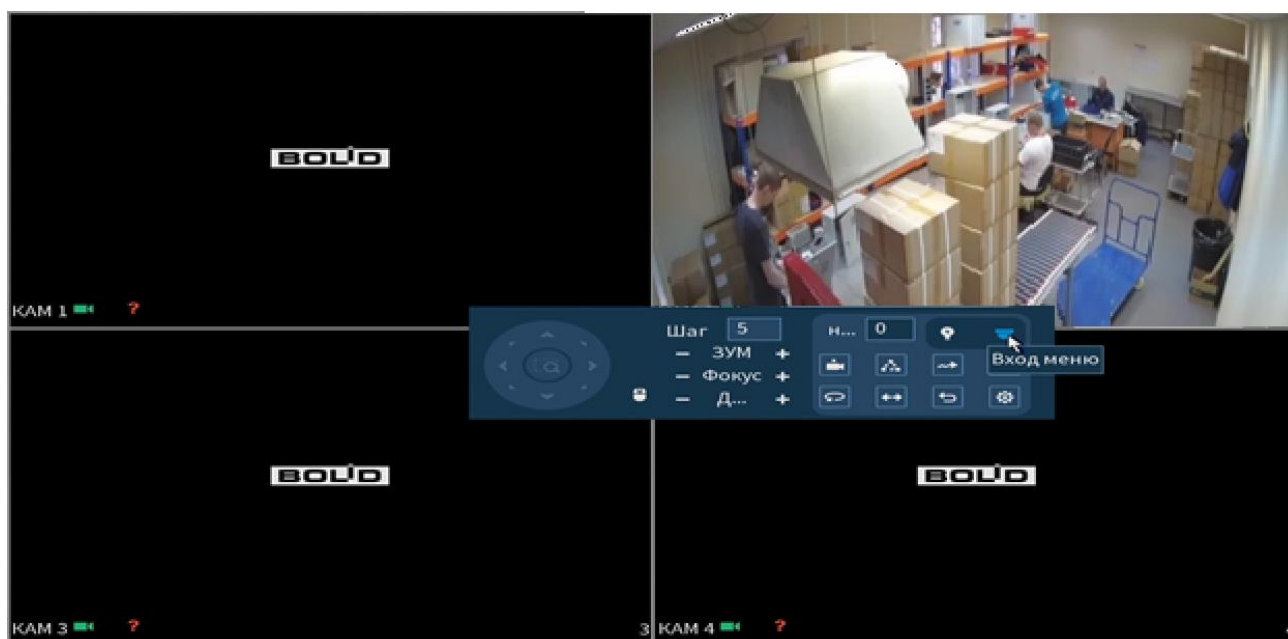 BOLID
КАМ 1 ?
Шаг 5 н... 0
− ЗУМ +
− Фокус +
− Д... +
Вход меню
BOLID
BOLID
КАМ 3 ? 3
КАМ 4 ?